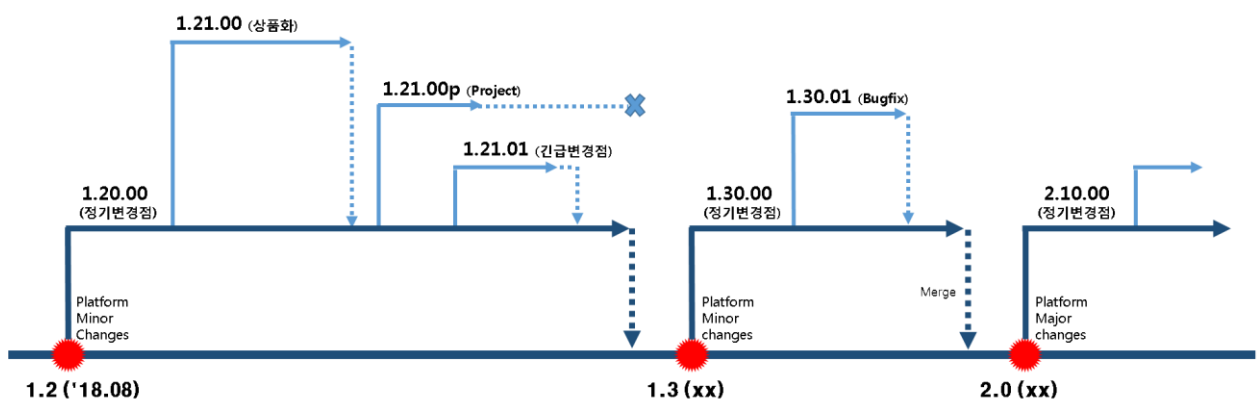 1.21.00 (상품화)
1.21.00p (Project)
1.30.01 (Bugfix)
1.21.01 (긴급변경점)
1.20.00
(정기변경점)
1.30.00
(정기변경점)
2.10.00
(정기변경점)
Platform
Minor
Changes
Platform
Minor
changes
Merge
Platform
Major
changes
1.2 ('18.08)
1.3 (xx)
2.0 (xx)